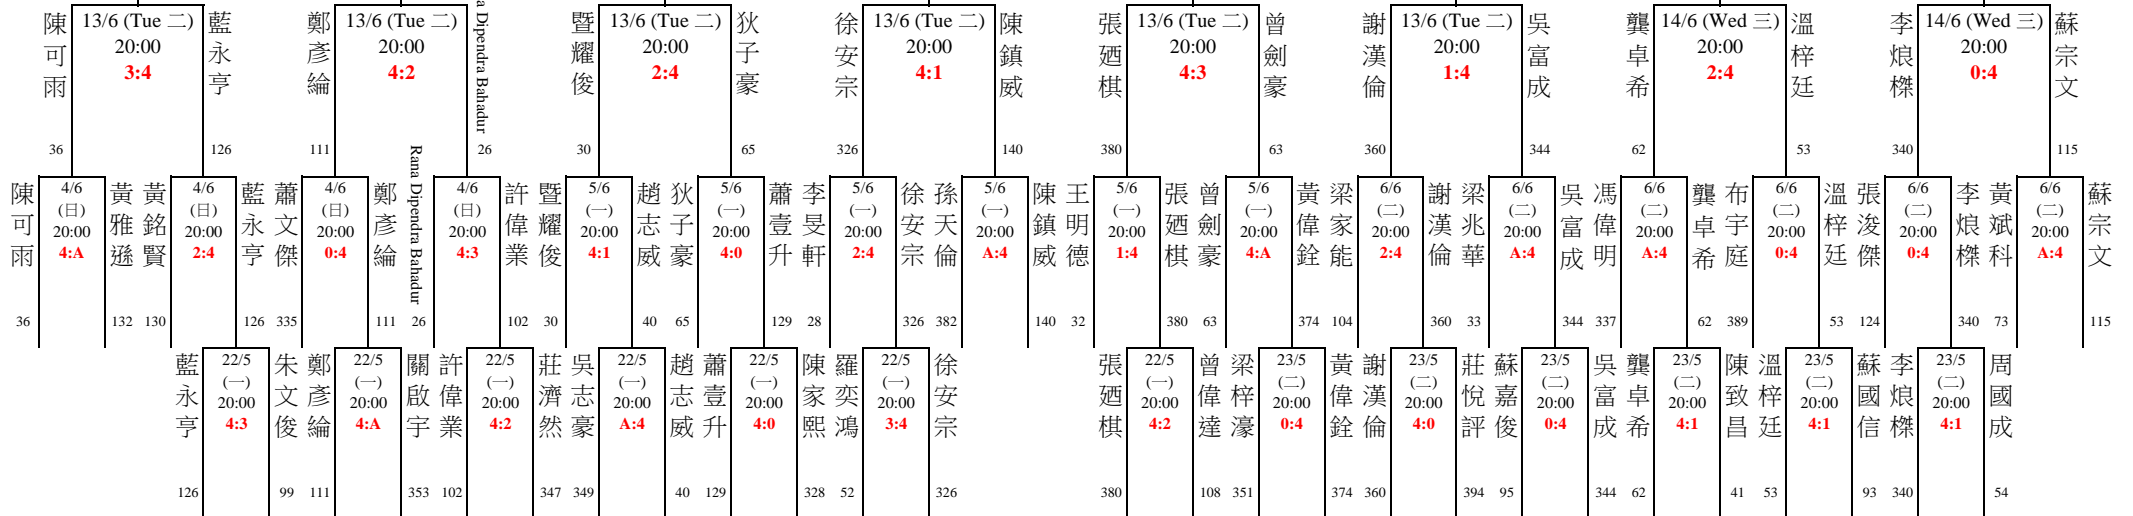 陳可雨
13/6 (Tue 二)
20:00
3:4
藍永亨
36
126
鄭彥綸
13/6 (Tue 二)
20:00
4:2
a Dipendra Bahadur
111
26
暨耀俊
13/6 (Tue 二)
20:00
2:4
狄子豪
30
65
徐安宗
13/6 (Tue 二)
20:00
4:1
陳鎮威
326
140
張廼棋
13/6 (Tue 二)
20:00
4:3
曾劍豪
380
63
謝漢倫
13/6 (Tue 二)
20:00
1:4
吳富成
360
344
龔卓希
14/6 (Wed 三)
20:00
2:4
溫梓廷
62
53
李烺榤
14/6 (Wed 三)
20:00
0:4
蘇宗文
340
115
陳可雨
4/6
(日)
20:00
4:A
黃雅遜
36
132
黃銘賢
4/6
(日)
20:00
2:4
藍永亨
130
126
蕭文傑
4/6
(日)
20:00
0:4
鄭彥綸
335
111
Rana Dipendra Bahadur
4/6
(日)
20:00
4:3
許偉業
26
102
暨耀俊
5/6
(一)
20:00
4:1
趙志威
30
40
狄子豪
5/6
(一)
20:00
4:0
蕭壹升
65
129
李旻軒
5/6
(一)
20:00
2:4
徐安宗
28
326
孫天倫
5/6
(一)
20:00
A:4
陳鎮威
382
140
王明德
5/6
(一)
20:00
1:4
張廼棋
32
380
曾劍豪
5/6
(一)
20:00
4:A
黃偉銓
63
374
梁家能
6/6
(二)
20:00
2:4
謝漢倫
104
360
梁兆華
6/6
(二)
20:00
A:4
吳富成
33
344
馮偉明
6/6
(二)
20:00
A:4
龔卓希
337
62
布宇庭
6/6
(二)
20:00
0:4
溫梓廷
389
53
張浚傑
6/6
(二)
20:00
0:4
李烺榤
124
340
黃斌科
6/6
(二)
20:00
A:4
蘇宗文
73
115
藍永亨
22/5
(一)
20:00
4:3
朱文俊
126
99
鄭彥綸
22/5
(一)
20:00
4:A
關啟宇
111
353
許偉業
22/5
(一)
20:00
4:2
莊濟然
102
347
吳志豪
22/5
(一)
20:00
A:4
趙志威
349
40
蕭壹升
22/5
(一)
20:00
4:0
陳家熙
129
328
羅奕鴻
22/5
(一)
20:00
3:4
徐安宗
52
326
張廼棋
22/5
(一)
20:00
4:2
曾偉達
380
108
梁梓濠
23/5
(二)
20:00
0:4
黃偉銓
351
374
謝漢倫
23/5
(二)
20:00
4:0
莊悅評
360
394
蘇嘉俊
23/5
(二)
20:00
0:4
吳富成
95
344
龔卓希
23/5
(二)
20:00
4:1
陳致昌
62
41
溫梓廷
23/5
(二)
20:00
4:1
蘇國信
53
93
李烺榤
23/5
(二)
20:00
4:1
周國成
340
54